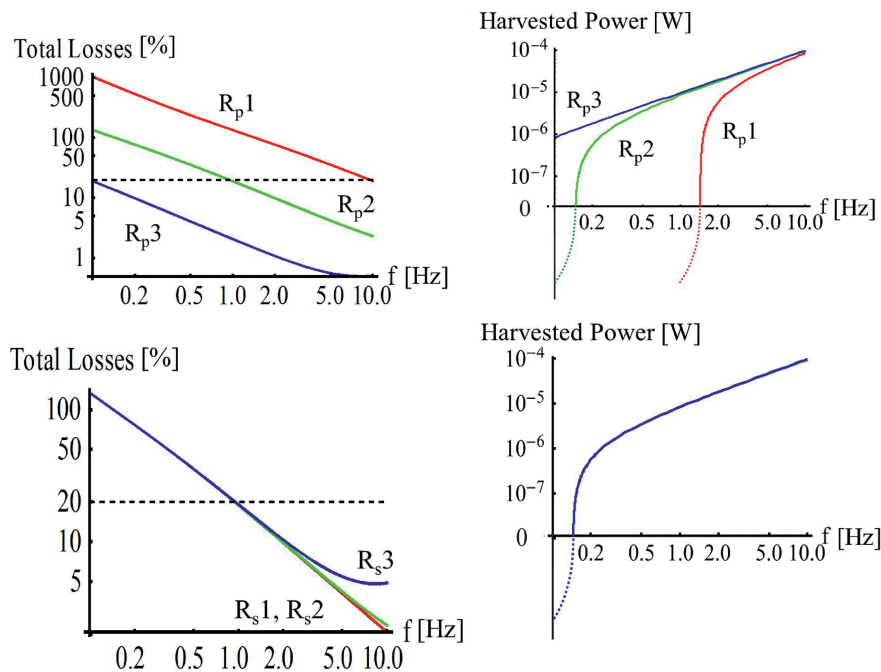 Total Losses [%]
1000
500
100
50
10
5
1
R_p1
R_p2
R_p3
0.2 0.5 1.0 2.0 5.0 10.0
f [Hz]
Harvested Power [W]
10^-4
10^-5
10^-6
10^-7
0
R_p3
R_p2
R_p1
0.2 1.0 2.0 5.0 10.0
f [Hz]
Total Losses [%]
100
50
20
10
5
R_s3
R_s1, R_s2
0.2 0.5 1.0 2.0 5.0 10.0
f [Hz]
Harvested Power [W]
10^-4
10^-5
10^-6
10^-7
0
0.2 1.0 2.0 5.0 10.0
f [Hz]